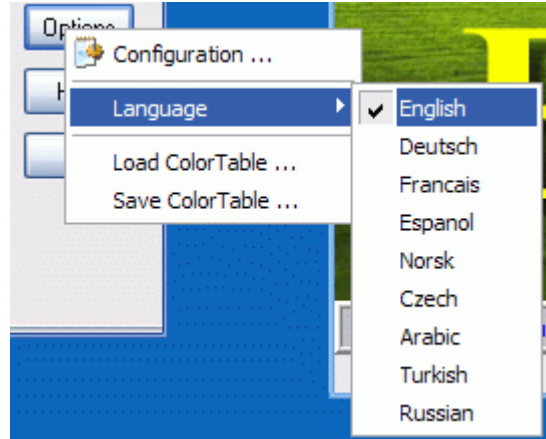 Options
Configuration ...
Language
Load ColorTable ...
Save ColorTable ...
English
Deutsch
Francais
Espanol
Norsk
Czech
Arabic
Turkish
Russian